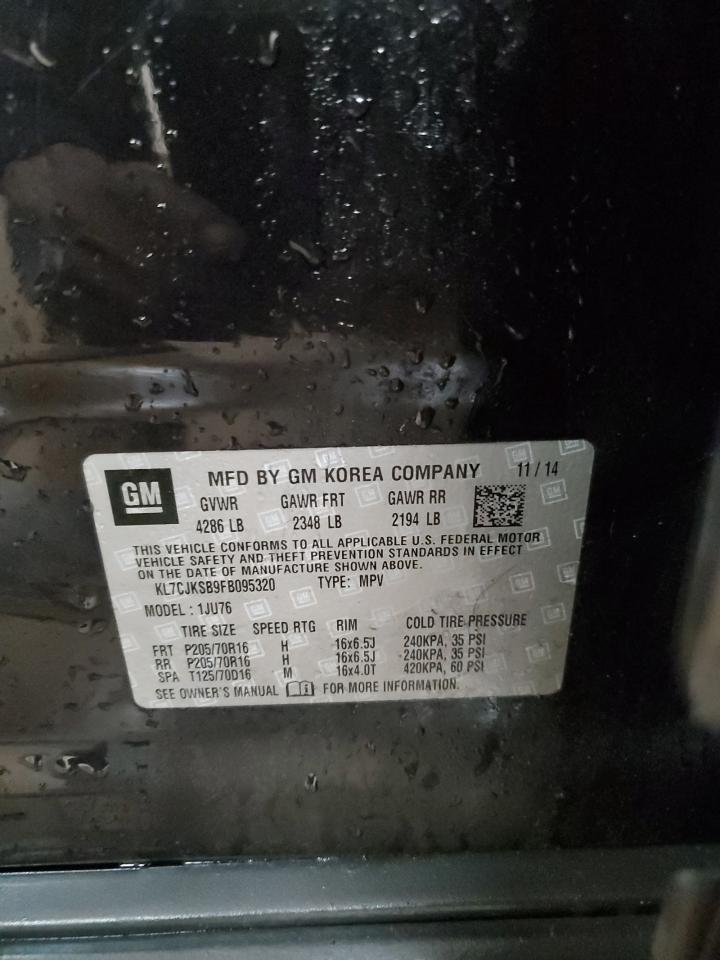 GM
MFD BY GM KOREA COMPANY 11/14
GVWR GAWR FRT GAWR RR
4286 LB 2348 LB 2194 LB
THIS VEHICLE CONFORMS TO ALL APPLICABLE U.S. FEDERAL MOTOR
VEHICLE SAFETY AND THEFT PREVENTION STANDARDS IN EFFECT
ON THE DATE OF MANUFACTURE SHOWN ABOVE.
KL7CJKSB9FB095320 TYPE: MPV
MODEL : 1JU76
TIRE SIZE SPEED RTG RIM COLD TIRE PRESSURE
FRT P205/70R16 H 16x6.5J 240KPA, 35 PSI
RR P205/70R16 H 16x6.5J 240KPA, 35 PSI
SPA T125/70D16 M 16x4.0T 420KPA, 60 PSI
SEE OWNER'S MANUAL FOR MORE INFORMATION.